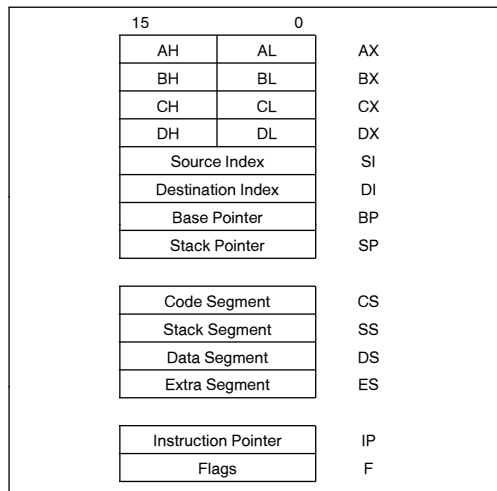 15 0
AH AL AX
BH BL BX
CH CL CX
DH DL DX
Source Index SI
Destination Index DI
Base Pointer BP
Stack Pointer SP
Code Segment CS
Stack Segment SS
Data Segment DS
Extra Segment ES
Instruction Pointer IP
Flags F